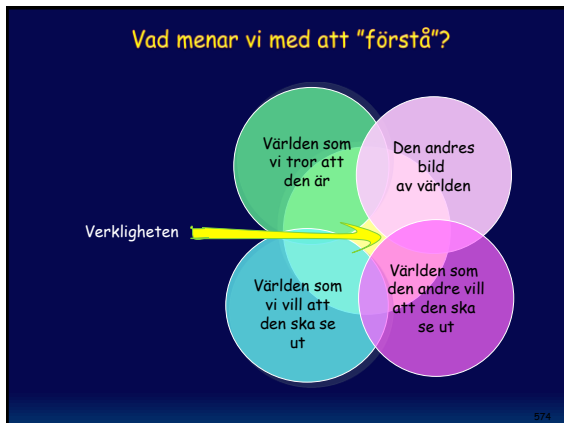 Vad menar vi med att ”förstå”?
Världen som
vi tror att
den är
Den andres
bild
av världen
Verkligheten
Världen som
vi vill att
den ska se
ut
Världen som
den andre vill
att den ska
se ut
574